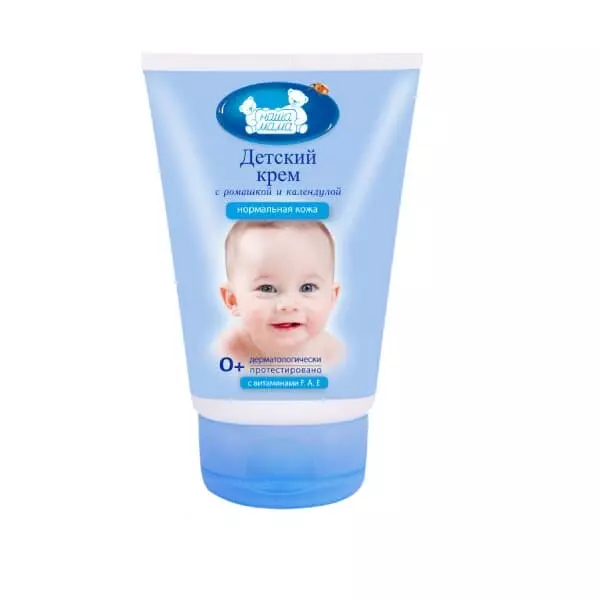 наша
мама
Детский
крем
с ромашкой и календулой
нормальная кожа
0+
дерматологически
протестировано
с витаминами F, A, E